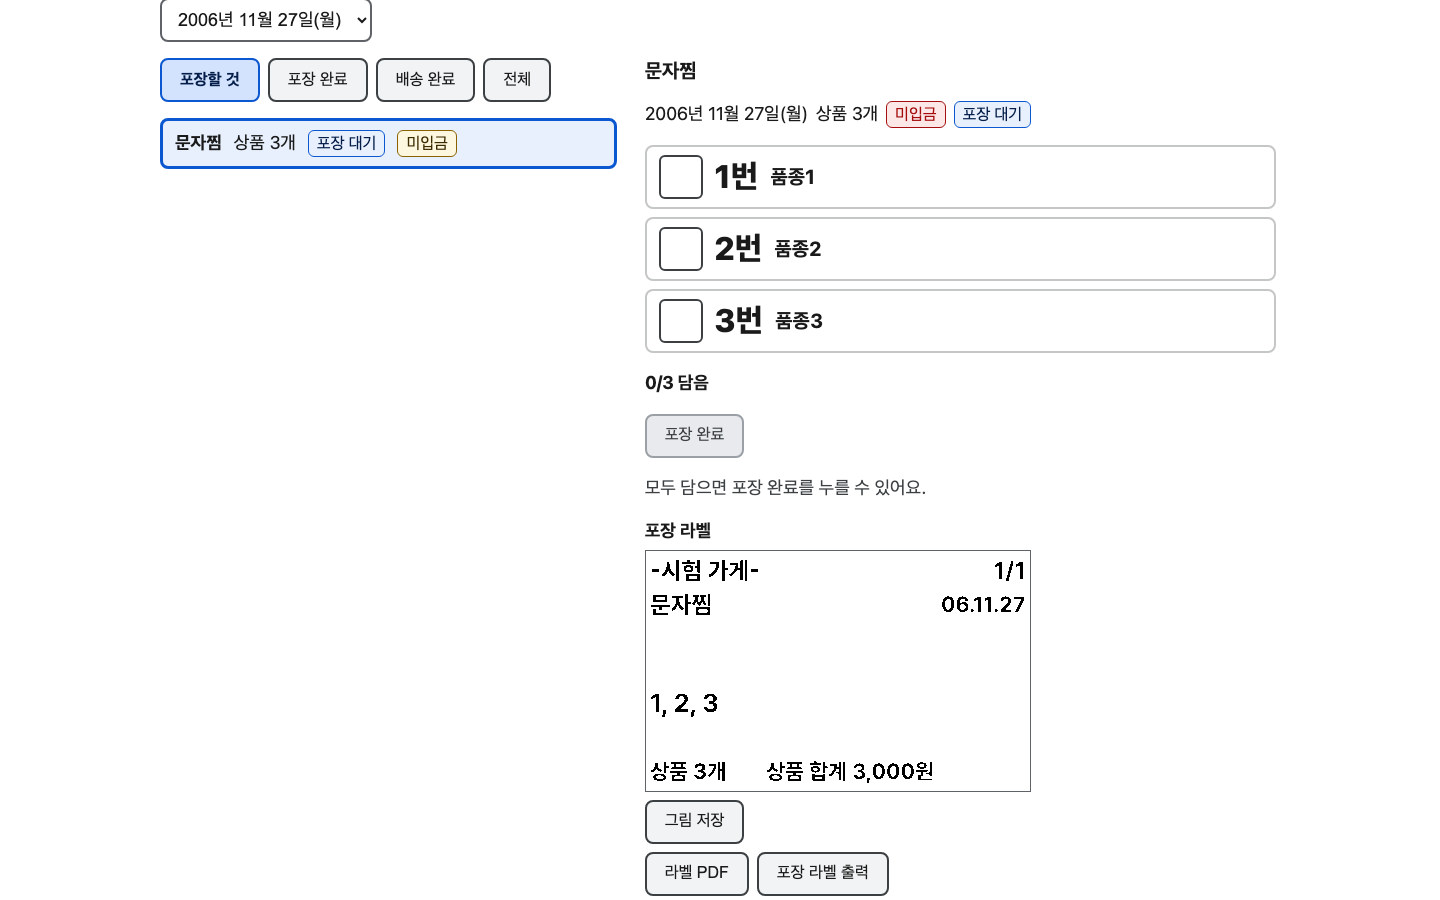 2006년 11월 27일(월)
포장할 것 포장 완료 배송 완료 전체
문자찜 상품 3개 포장 대기 미입금
문자찜
2006년 11월 27일(월) 상품 3개 미입금 포장 대기
1번 품종1
2번 품종2
3번 품종3
0/3 담음
포장 완료
모두 담으면 포장 완료를 누를 수 있어요.
포장 라벨
-시험 가게- 1/1
문자찜 06.11.27
1, 2, 3
상품 3개 상품 합계 3,000원
그림 저장
라벨 PDF 포장 라벨 출력